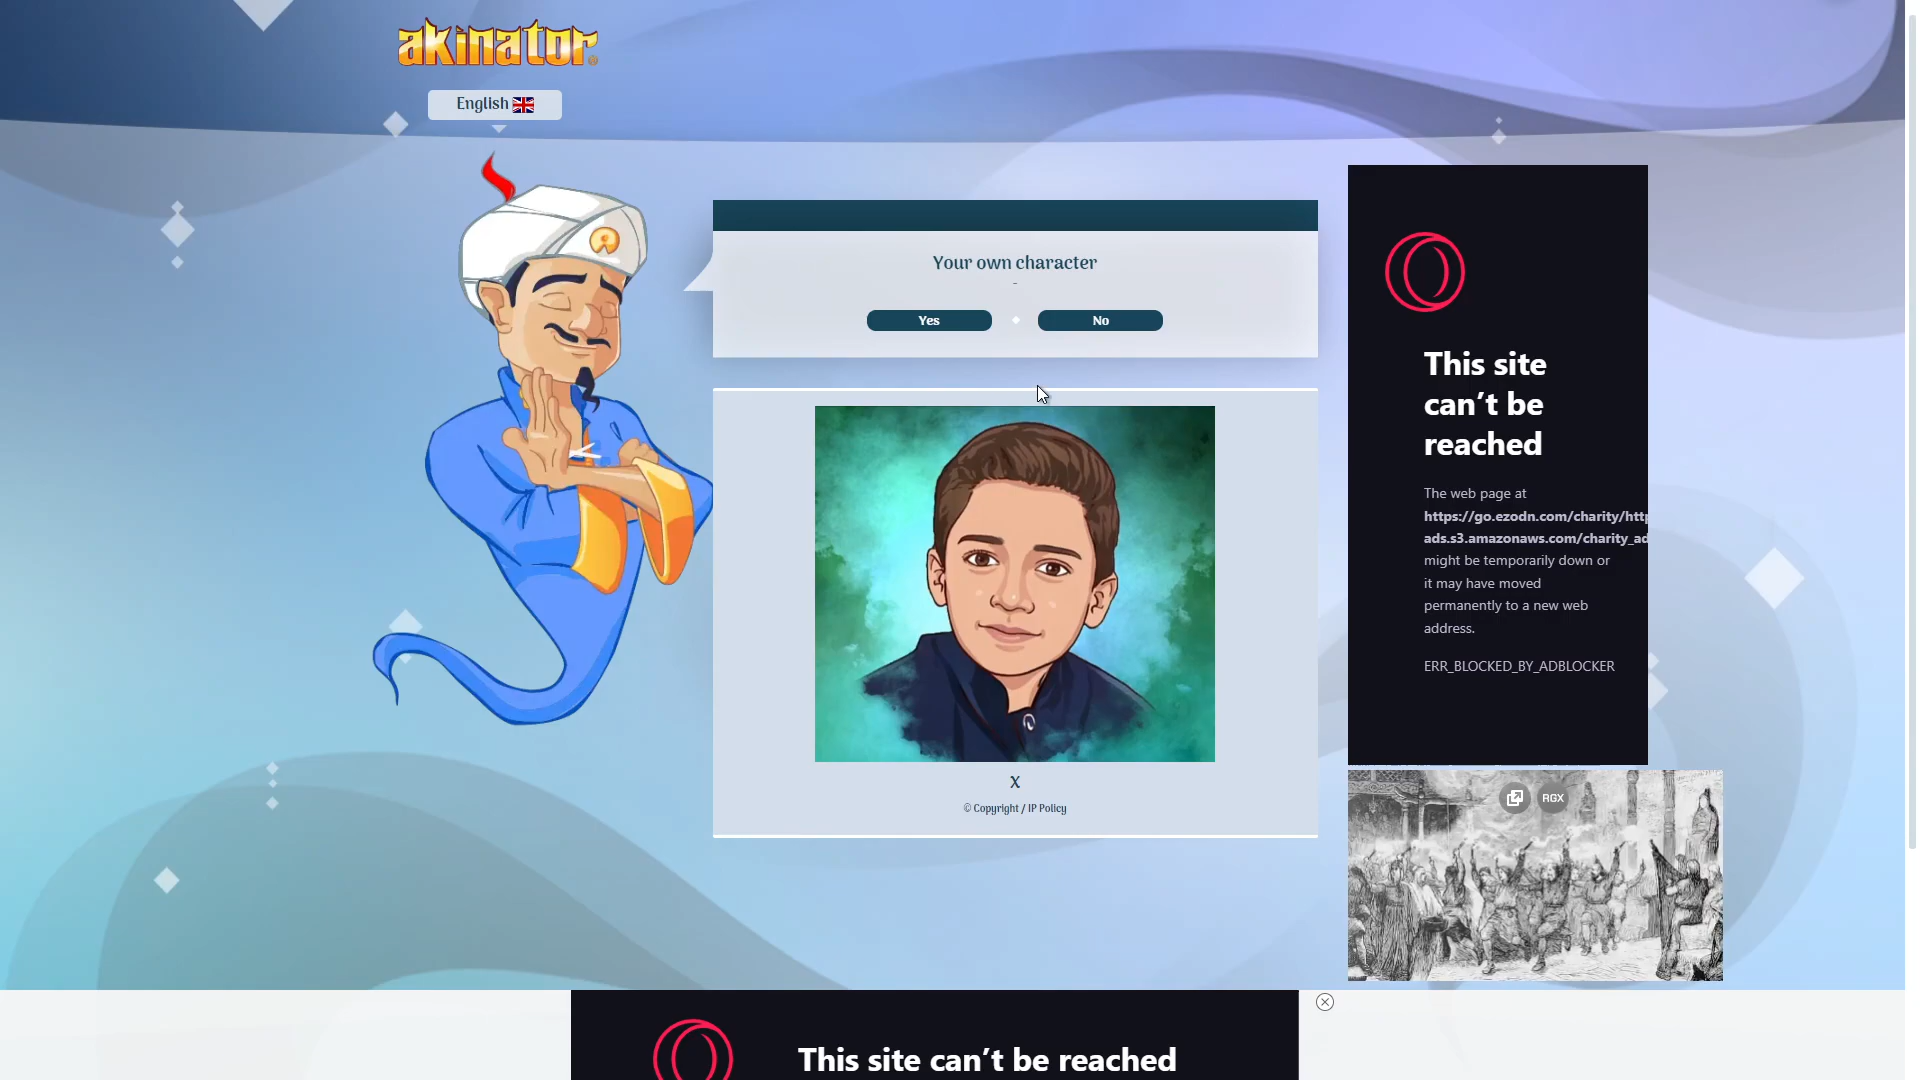 akinator®
English
Your own character
-
Yes
No
X
© Copyright / IP Policy
This site
can’t be
reached
The web page at
https://go.ezodn.com/charity/http
ads.s3.amazonaws.com/charity_ad
might be temporarily down or
it may have moved
permanently to a new web
address.
ERR_BLOCKED_BY_ADBLOCKER
RGX
This site can’t be reached